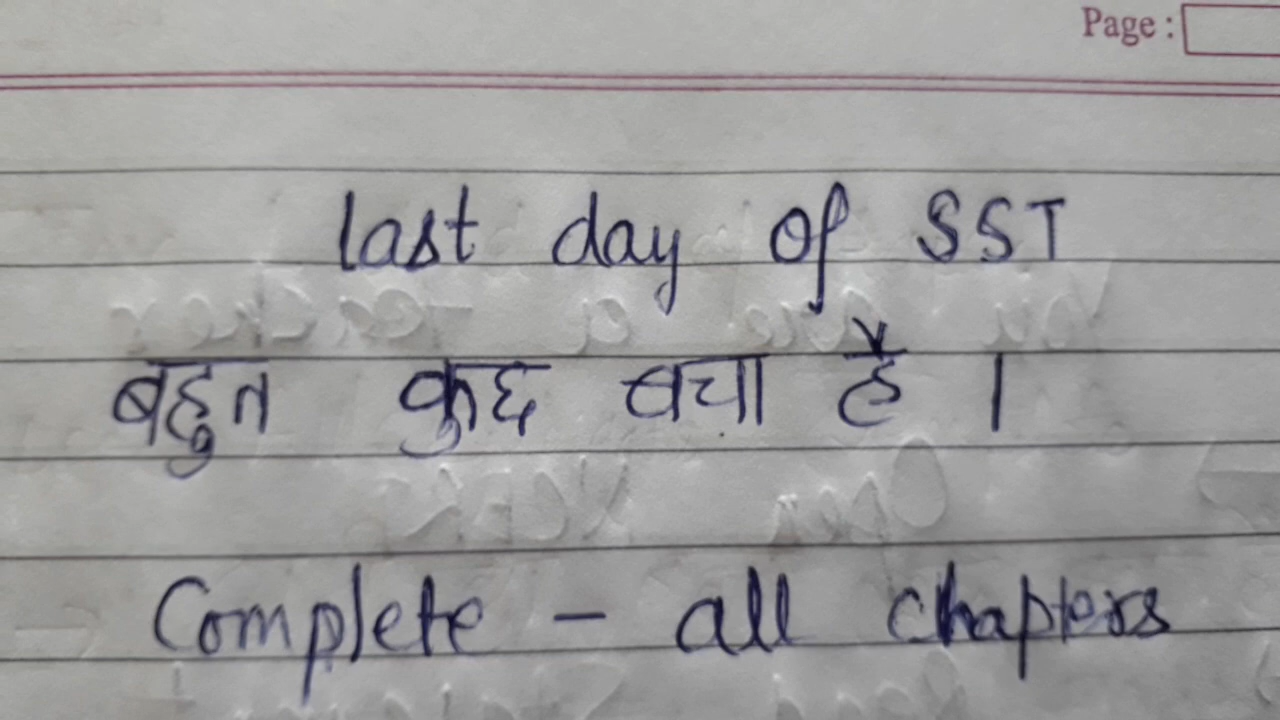 Page :
last day of SST
बहुत कुछ बचा है ।
Complete - all chapters